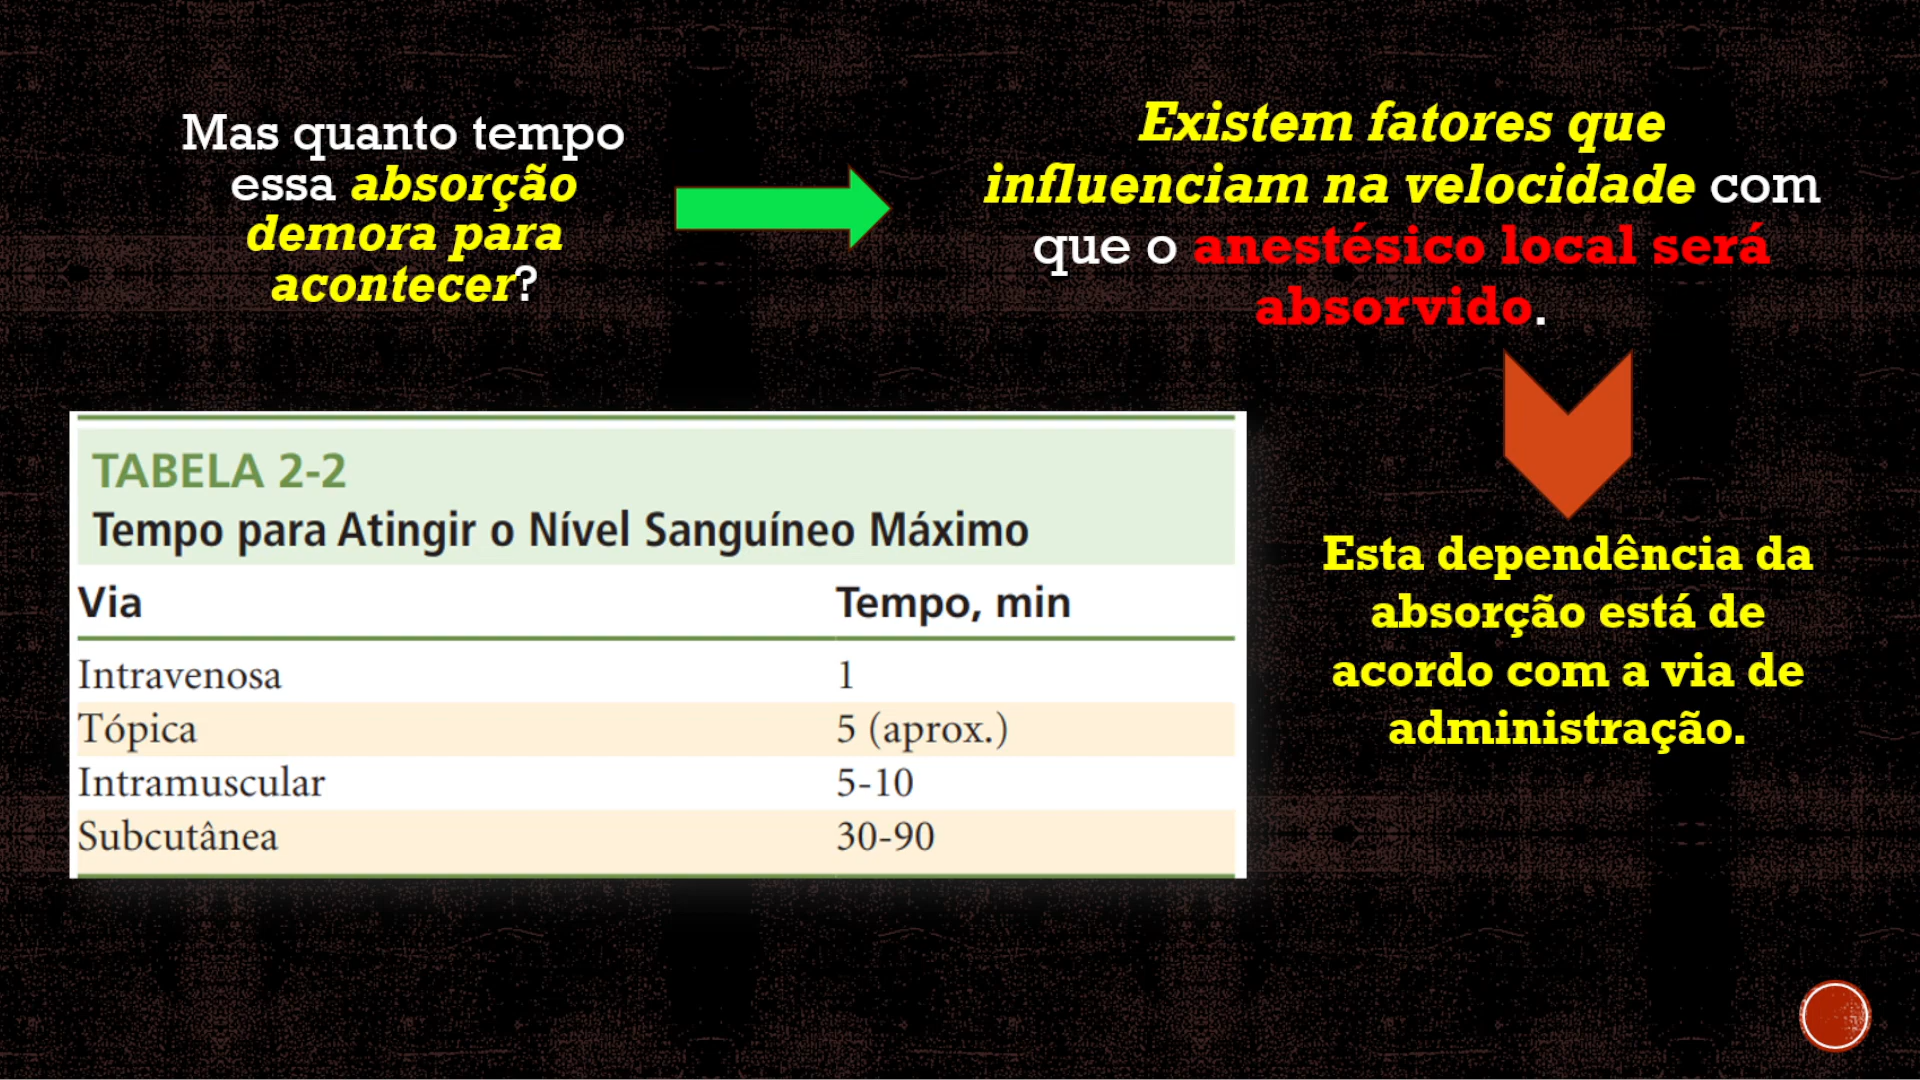 Mas quanto tempo
essa absorção
demora para
acontecer?
Existem fatores que
influenciam na velocidade com
que o anestésico local será
absorvido.
Esta dependência da
absorção está de
acordo com a via de
administração.
TABELA 2-2
Tempo para Atingir o Nível Sanguíneo Máximo
Via Tempo, min
Intravenosa 1
Tópica 5 (aprox.)
Intramuscular 5-10
Subcutânea 30-90